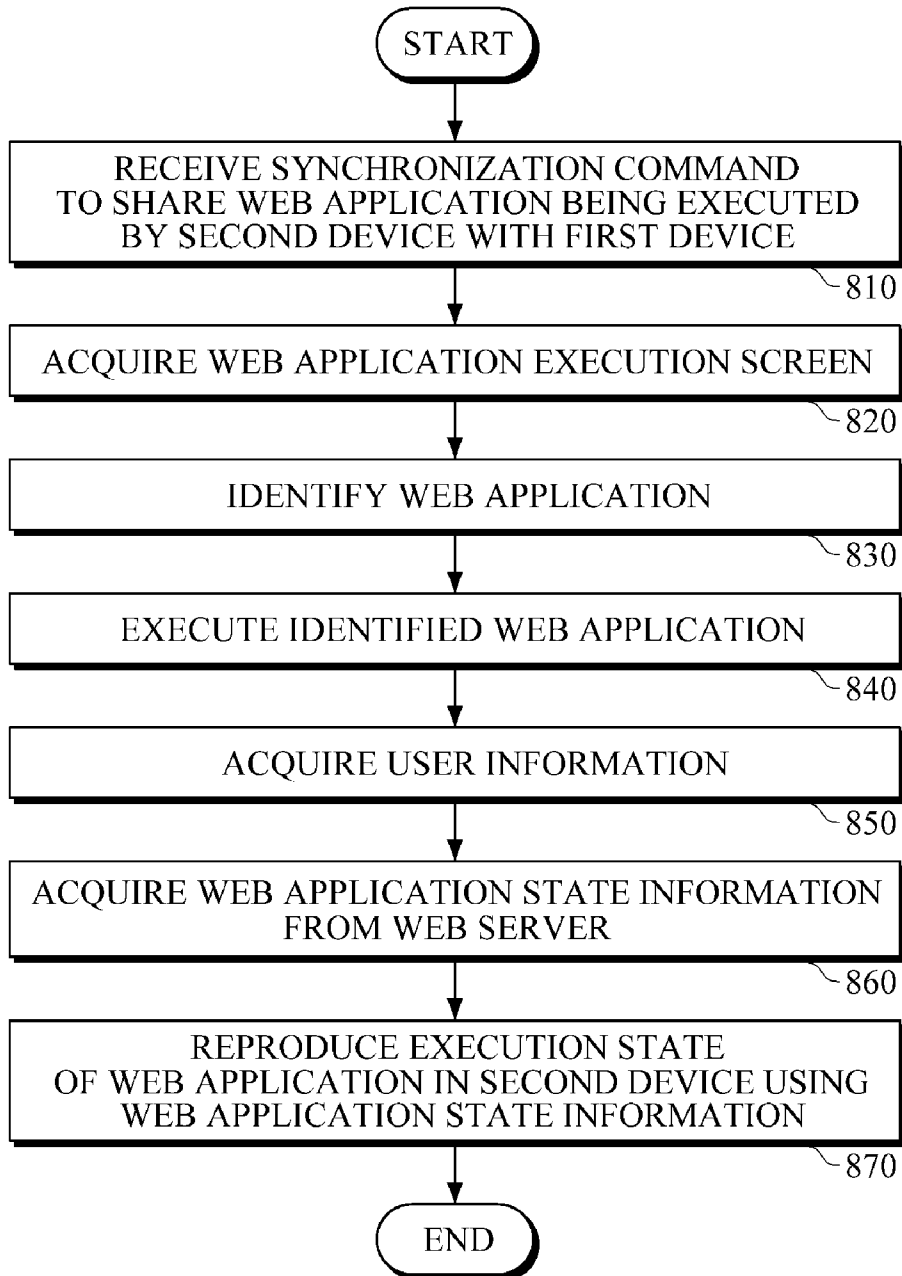 START
RECEIVE SYNCHRONIZATION COMMAND
TO SHARE WEB APPLICATION BEING EXECUTED
BY SECOND DEVICE WITH FIRST DEVICE
810
ACQUIRE WEB APPLICATION EXECUTION SCREEN
820
IDENTIFY WEB APPLICATION
830
EXECUTE IDENTIFIED WEB APPLICATION
840
ACQUIRE USER INFORMATION
850
ACQUIRE WEB APPLICATION STATE INFORMATION
FROM WEB SERVER
860
REPRODUCE EXECUTION STATE
OF WEB APPLICATION IN SECOND DEVICE USING
WEB APPLICATION STATE INFORMATION
870
END